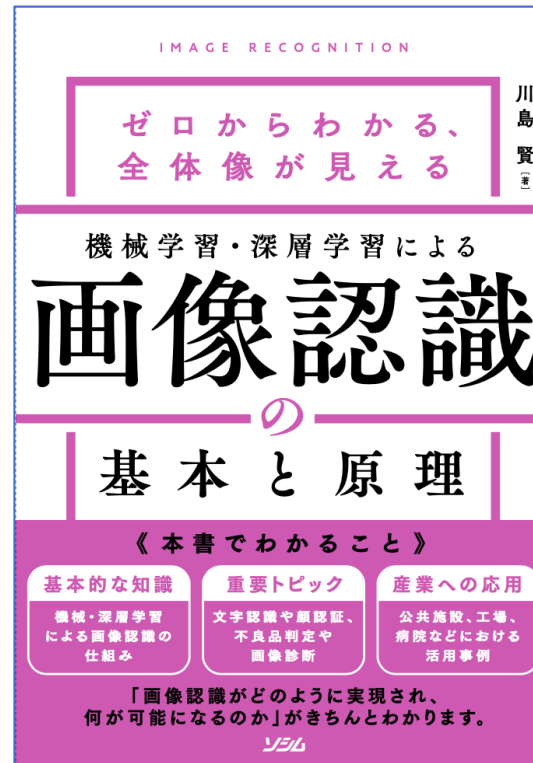 IMAGE RECOGNITION
ゼロからわかる、
全体像が見える
川島 賢[著]
機械学習・深層学習による
画像認識
の
基本と原理
《本書でわかること》
基本的な知識
機械・深層学習
による画像認識の
仕組み
重要トピック
文字認識や顔認証、
不良品判定や
画像診断
産業への応用
公共施設、工場、
病院などにおける
活用事例
「画像認識がどのように実現され、
何が可能になるのか」がきちんとわかります。
ソシム